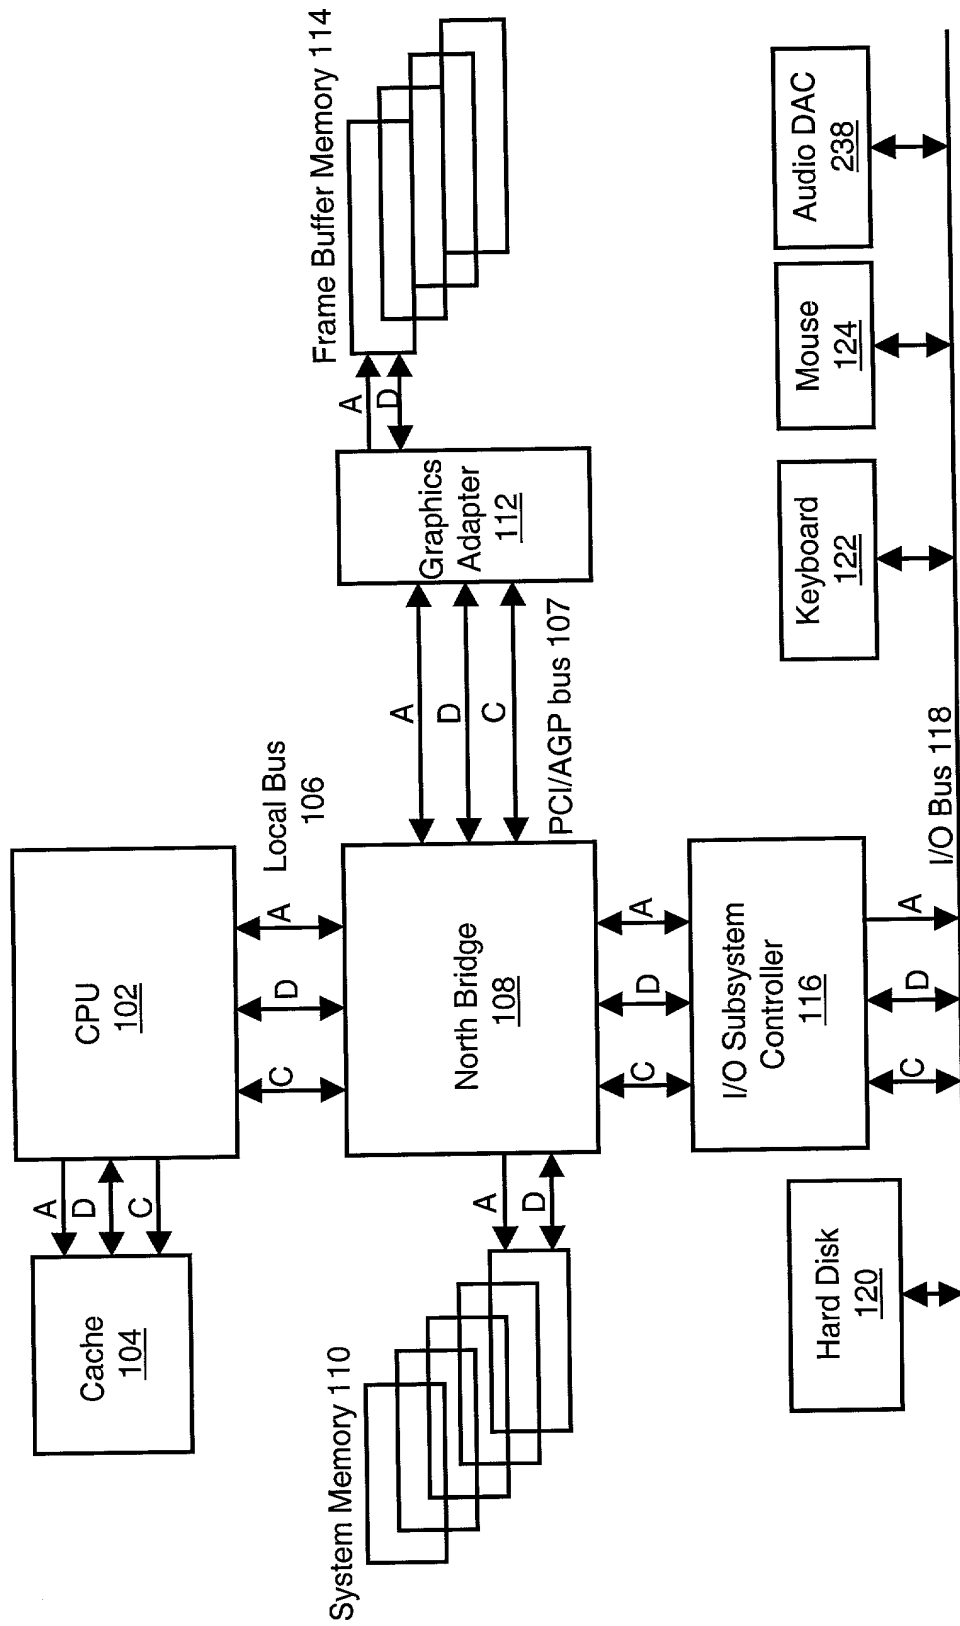 Cache
104
A
D
C
CPU
102
C
D
A
Local Bus
106
System Memory 110
A
D
North Bridge
108
A
D
C
PCI/AGP bus 107
Graphics
Adapter
112
A
D
Frame Buffer Memory 114
C
D
A
I/O Subsystem
Controller
116
C
D
A
I/O Bus 118
Hard Disk
120
Keyboard
122
Mouse
124
Audio DAC
238